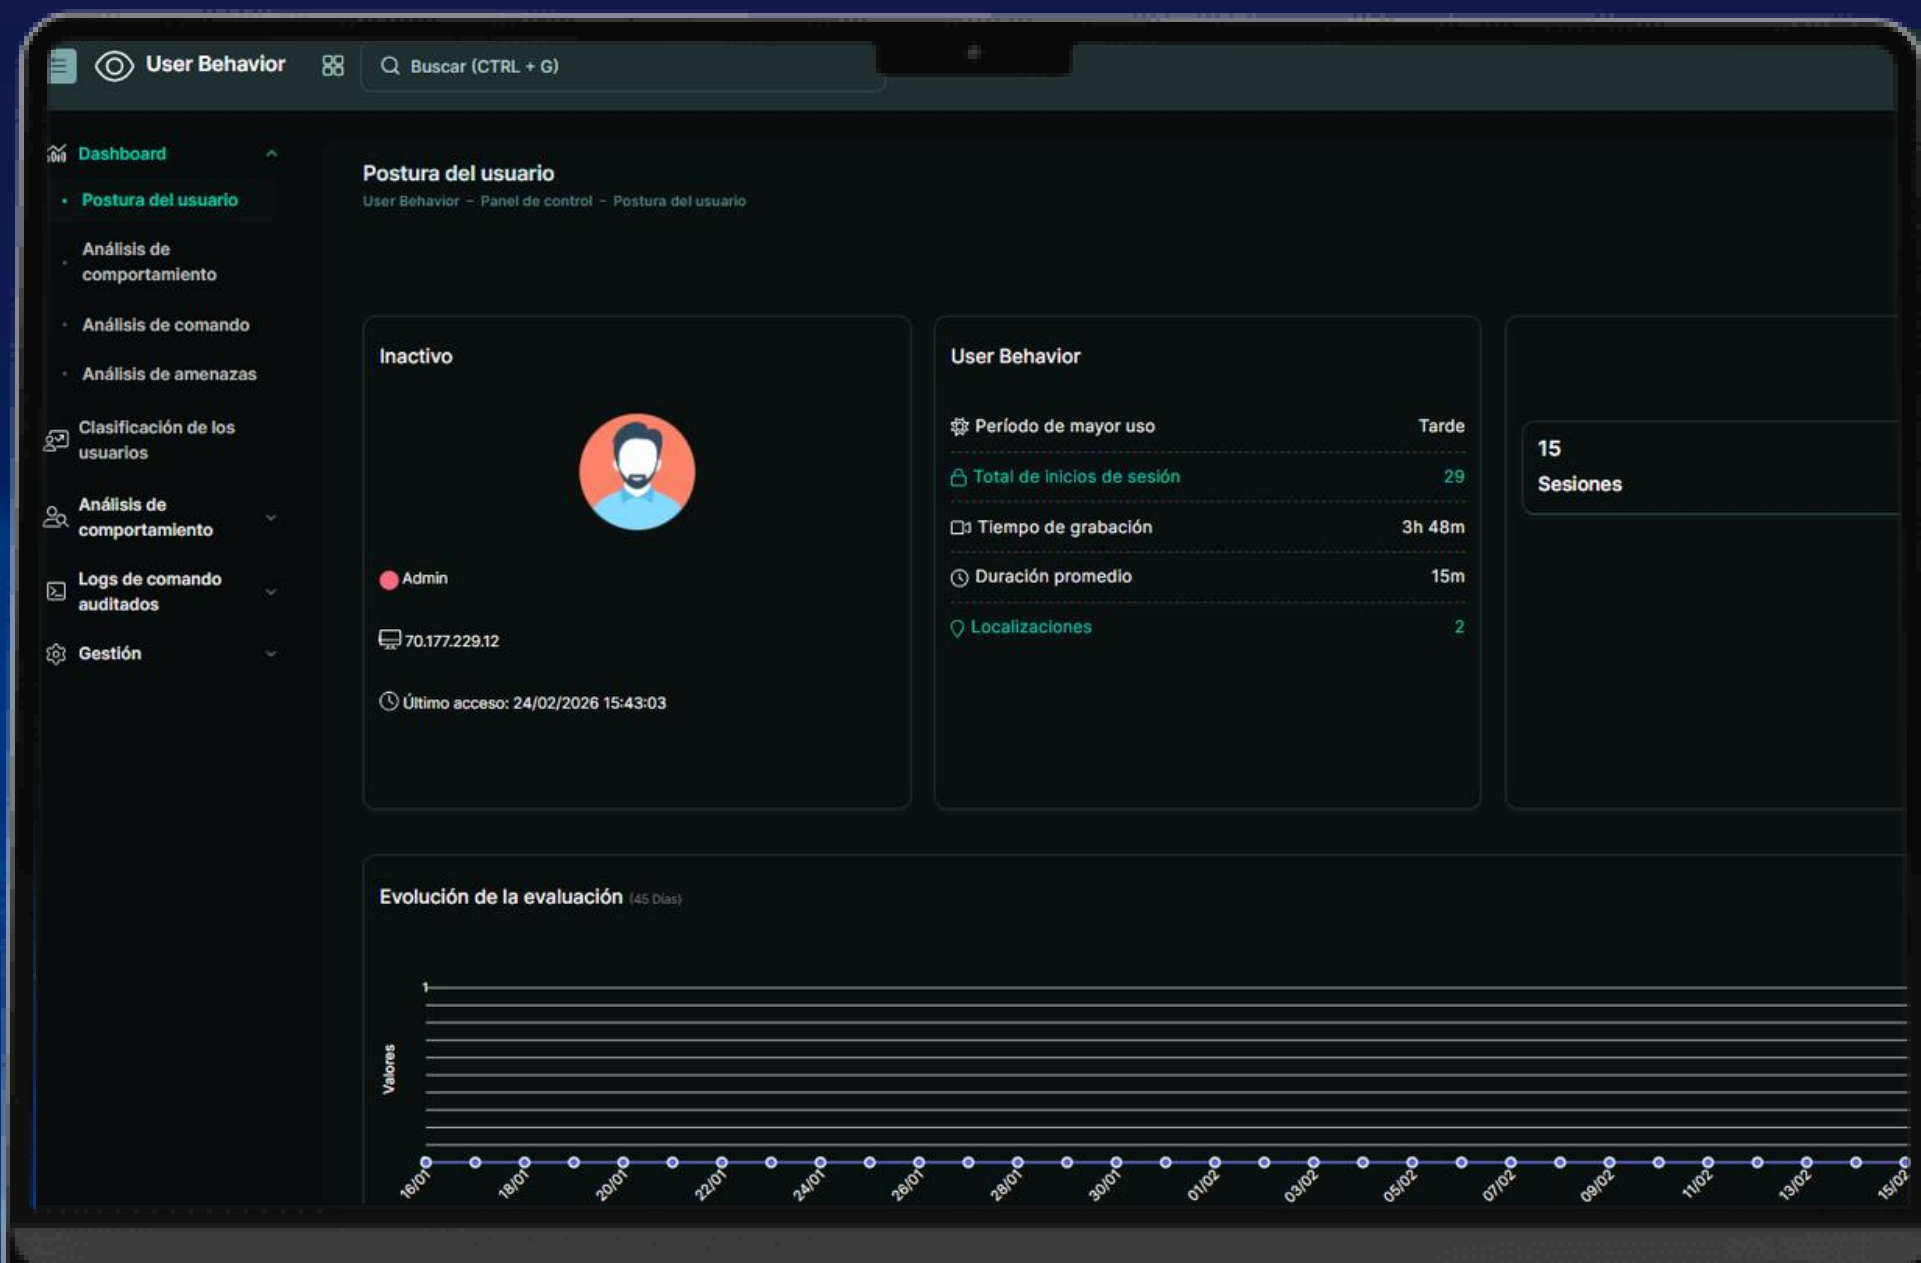 User Behavior
Buscar (CTRL + G)
Dashboard
Postura del usuario
Análisis de
comportamiento
Análisis de comando
Análisis de amenazas
Clasificación de los
usuarios
Análisis de
comportamiento
Logs de comando
auditados
Gestión
Postura del usuario
User Behavior - Panel de control - Postura del usuario
Inactivo
Admin
70.177.229.12
Último acceso: 24/02/2026 15:43:03
User Behavior
Período de mayor uso Tarde
Total de inicios de sesión 29
Tiempo de grabación 3h 48m
Duración promedio 15m
Localizaciones 2
15
Sesiones
Evolución de la evaluación (45 Días)
1
Valores
16/01 18/01 20/01 22/01 24/01 26/01 28/01 30/01 01/02 03/02 05/02 07/02 09/02 11/02 13/02 15/02